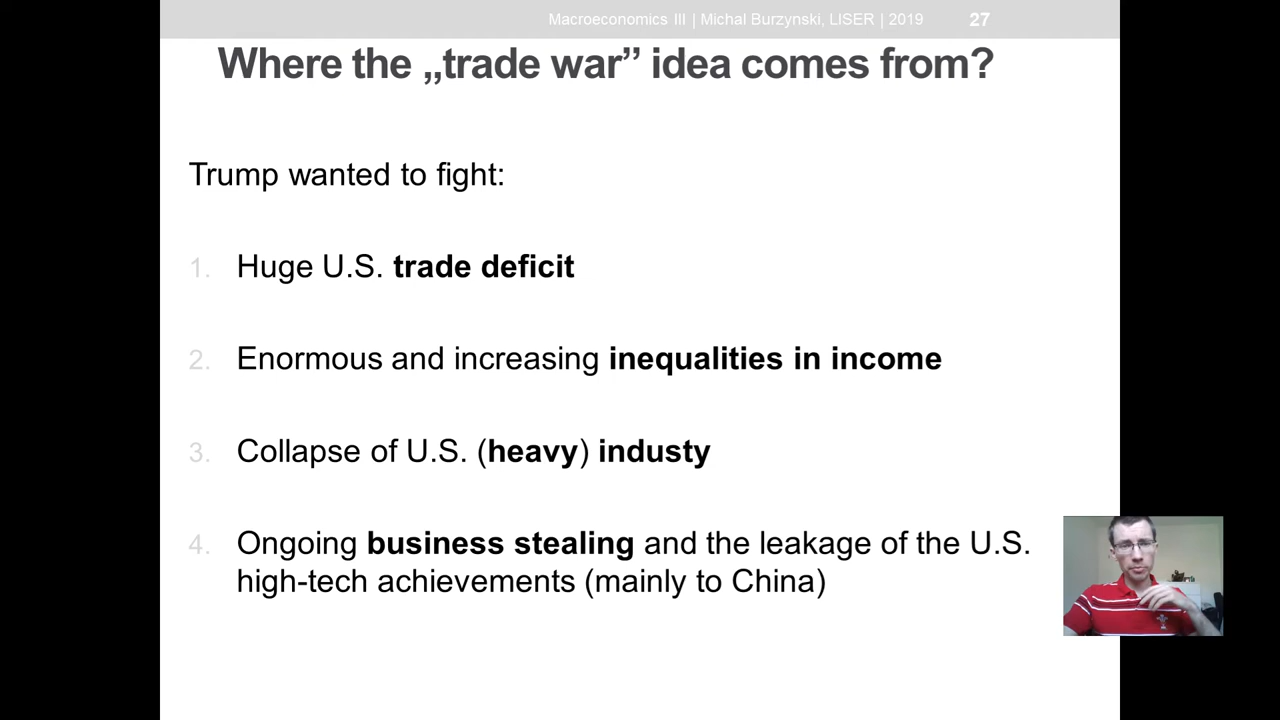 Macroeconomics III | Michal Burzynski, LISER | 2019 27
Where the „trade war” idea comes from?
Trump wanted to fight:
1. Huge U.S. trade deficit
2. Enormous and increasing inequalities in income
3. Collapse of U.S. (heavy) industy
4. Ongoing business stealing and the leakage of the U.S.
high-tech achievements (mainly to China)